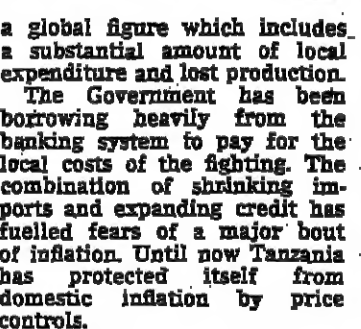 a global figure which includes
a substantial amount of local
expenditure and lost production.
The Government has been
borrowing heavily from the
banking system to pay for the
local costs of the fighting. The
combination of shrinking im-
ports and expanding credit has
fuelled fears of a major bout
of inflation. Until now Tanzania
has protected itself from
domestic inflation by price
controls.